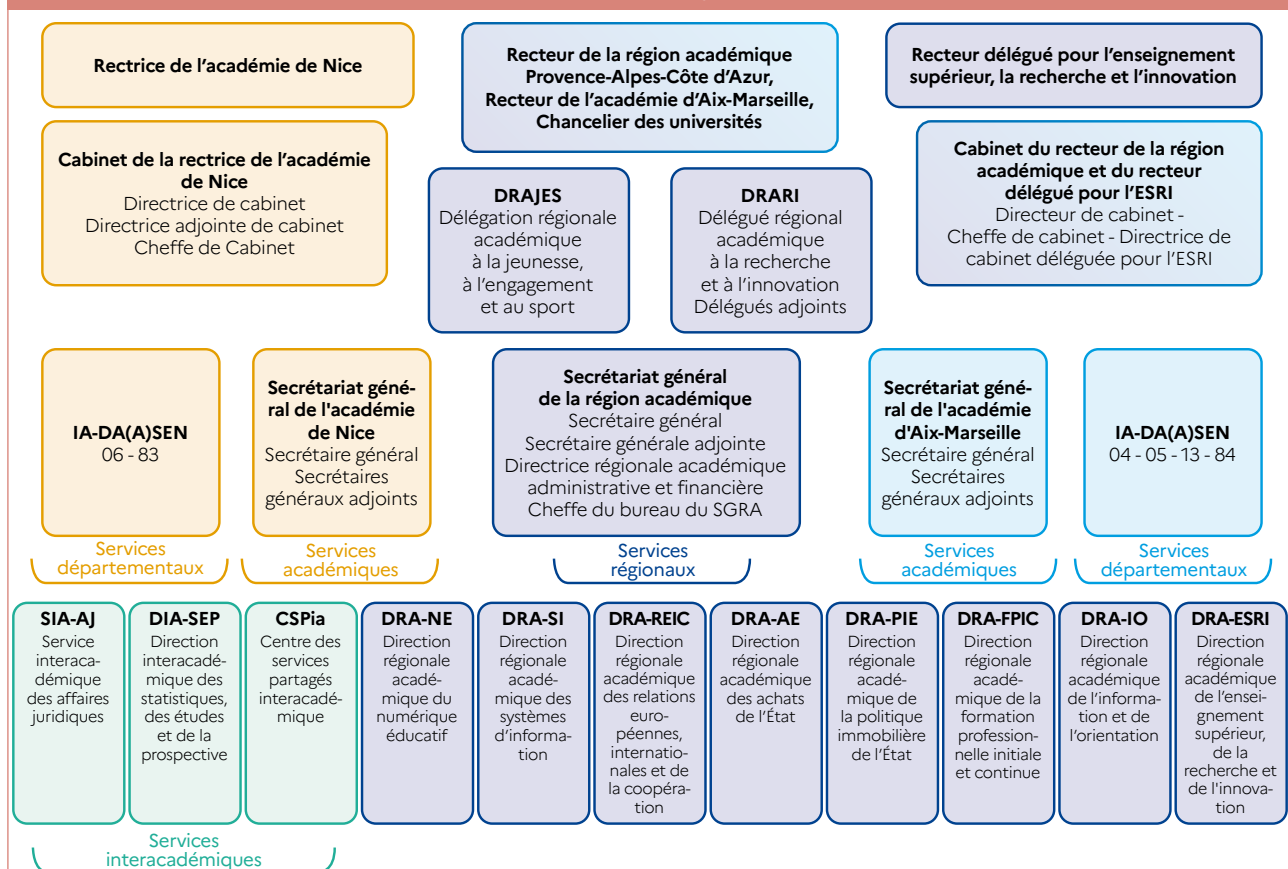 Rectrice de l'académie de Nice
Recteur de la région académique
Provence-Alpes-Côte d'Azur,
Recteur de l'académie d'Aix-Marseille,
Chancelier des universités
Recteur délégué pour l'enseignement
supérieur, la recherche et l'innovation
Cabinet de la rectrice de l'académie
de Nice
Directrice de cabinet
Directrice adjointe de cabinet
Cheffe de Cabinet
DRAJES
Délégation régionale
académique
à la jeunesse,
à l'engagement
et au sport
DRARI
Délégué régional
académique
à la recherche
et à l'innovation
Délégués adjoints
Cabinet du recteur de la région
académique et du recteur
délégué pour l'ESRI
Directeur de cabinet -
Cheffe de cabinet - Directrice de
cabinet déléguée pour l'ESRI
IA-DA(A)SEN
06 - 83
Secrétariat géné-
ral de l'académie
de Nice
Secrétaire général
Secrétaires
généraux adjoints
Secrétariat général
de la région académique
Secrétaire général
Secrétaire générale adjointe
Directrice régionale académique
administrative et financière
Cheffe du bureau du SGRA
Secrétariat géné-
ral de l'académie
d'Aix-Marseille
Secrétaire général
Secrétaires
généraux adjoints
IA-DA(A)SEN
04 - 05 - 13 - 84
Services
départementaux
Services
académiques
Services
régionaux
Services
académiques
Services
départementaux
SIA-AJ
Service
interaca-
démique
des affaires
juridiques
DIA-SEP
Direction
interacadé-
mique des
statistiques,
des études
et de la
prospective
CSPia
Centre des
services
partagés
interacadé-
mique
DRA-NE
Direction
régionale
acadé-
mique du
numérique
éducatif
DRA-SI
Direction
régionale
acadé-
mique des
systèmes
d'informa-
tion
DRA-REIC
Direction
régionale
académique
des relations
euro-
péennes,
internatio-
nales et de
la coopéra-
tion
DRA-AE
Direction
régionale
académique
des achats
de l'État
DRA-PIE
Direction
régionale
acadé-
mique de
la politique
immobilière
de l'État
DRA-FPIC
Direction
régionale
acadé-
mique de la
formation
profession-
nelle initiale
et continue
DRA-IO
Direction
régionale
académique
de l'informa-
tion et de
l'orientation
DRA-ESRI
Direction
régionale
académique
de l'ensei-
gnement
supérieur,
de la
recherche et
de l'innova-
tion
Services
interacadémiques